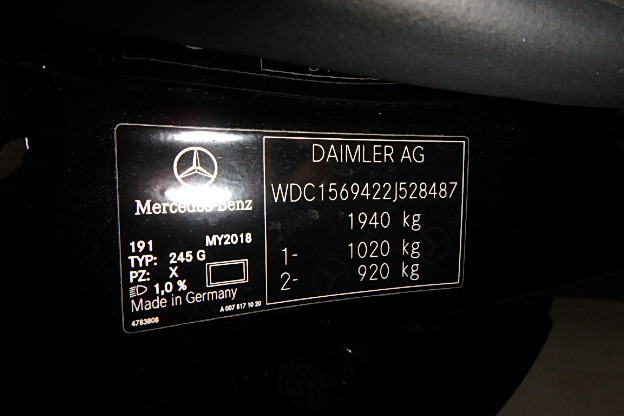 Mercedes-Benz
191 MY2018
TYP: 245 G
PZ: X
1,0 %
Made in Germany
4783808
A 007 817 10 20
DAIMLER AG
WDC1569422J528487
1940 kg
1- 1020 kg
2- 920 kg